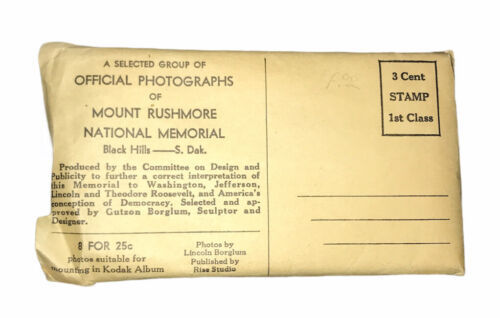 A SELECTED GROUP OF
OFFICIAL PHOTOGRAPHS
OF
MOUNT RUSHMORE
NATIONAL MEMORIAL
Black Hills — S. Dak.
Produced by the Committee on Design and
Publicity to further a correct interpretation of
this Memorial to Washington, Jefferson,
Lincoln and Theodore Roosevelt, and America's
conception of Democracy. Selected and ap-
proved by Gutzon Borglum, Sculptor and
Designer.
8 FOR 25c
photos suitable for
mounting in Kodak Album
Photos by
Lincoln Borglum
Published by
Rise Studio
3 Cent
STAMP
1st Class